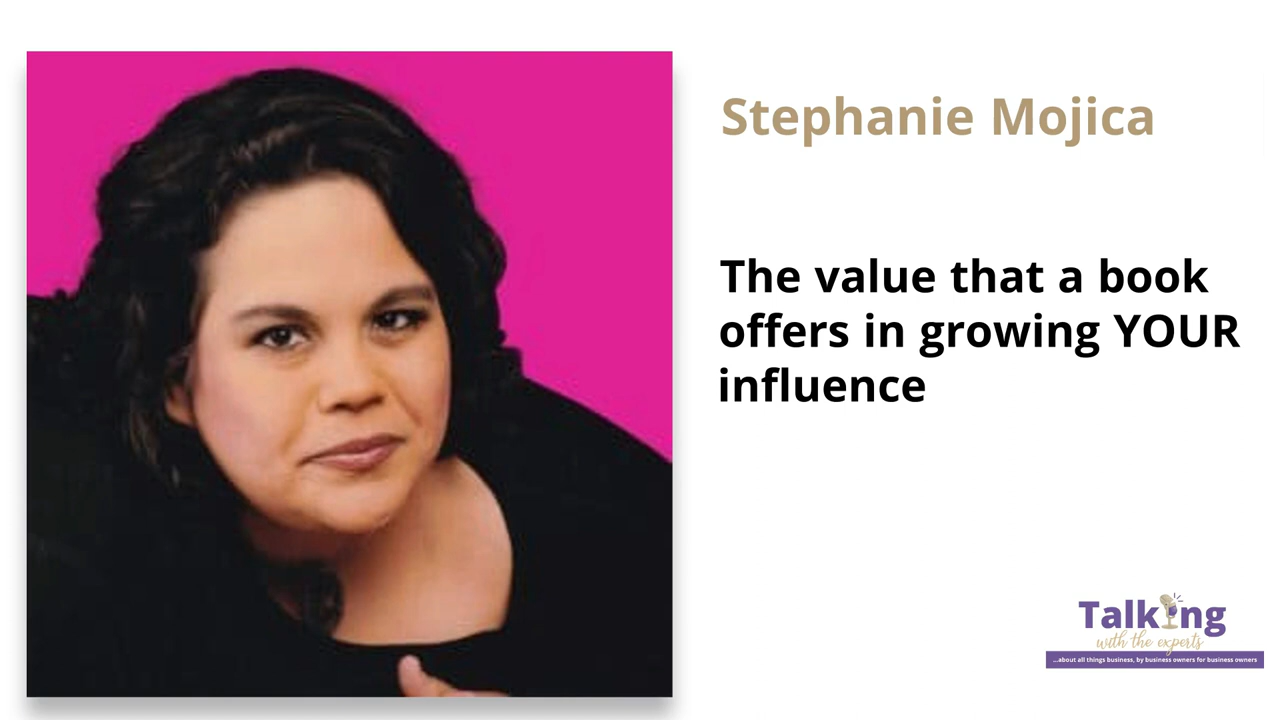 Stephanie Mojica
The value that a book
offers in growing YOUR
influence
Talking
with the experts
...about all things business, by business owners for business owners